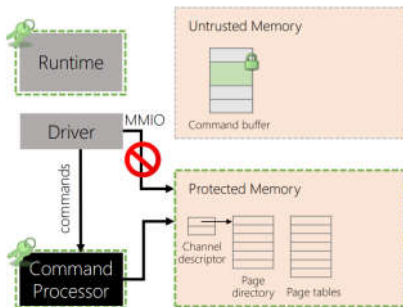 Runtime
Untrusted Memory
Command buffer
Driver
MMIO
commands
Protected Memory
Channel
descriptor
Page
directory
Page tables
Command
Processor